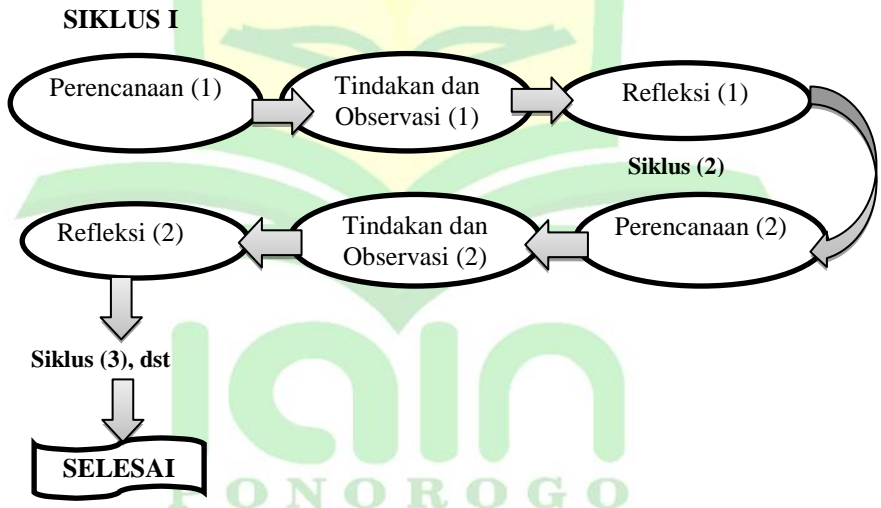 SIKLUS I
Perencanaan (1)
Tindakan dan
Observasi (1)
Refleksi (1)
Siklus (2)
Perencanaan (2)
Tindakan dan
Observasi (2)
Refleksi (2)
Siklus (3), dst
SELESAI
iain
PONOROGO